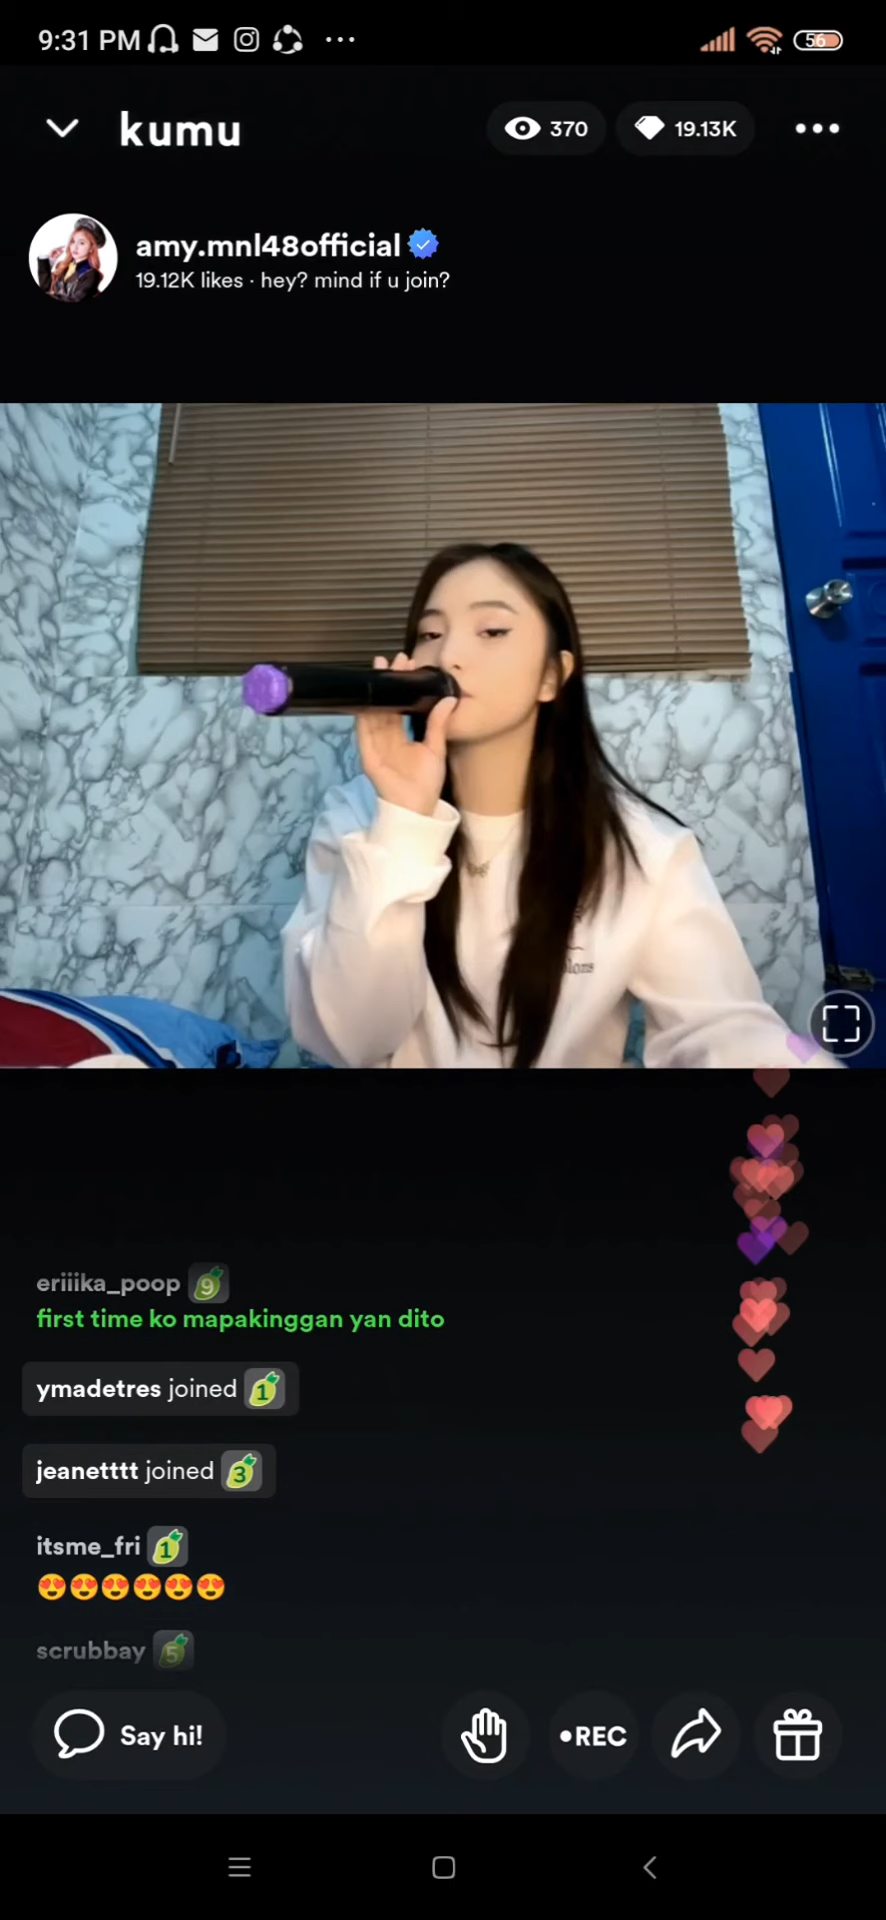 9:31 PM
56
kumu
370
19.13K
amy.mnl48official
19.12K likes · hey? mind if u join?
eriiika_poop 9
first time ko mapakinggan yan dito
ymadetres joined 1
jeanetttt joined 3
itsme_fri 1
😍😍😍😍😍😍
scrubbay 5
Say hi!
•REC